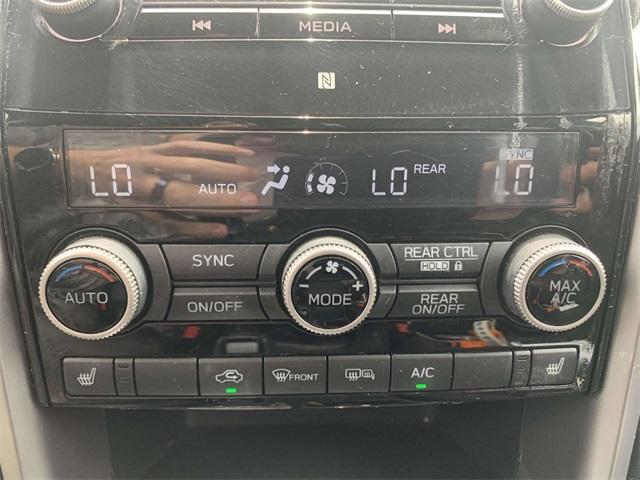 MEDIA
N
SYNC
LO AUTO LO REAR LO
SYNC REAR CTRL
HOLD
AUTO - MODE + MAX
A/C
ON/OFF REAR
ON/OFF
FRONT A/C